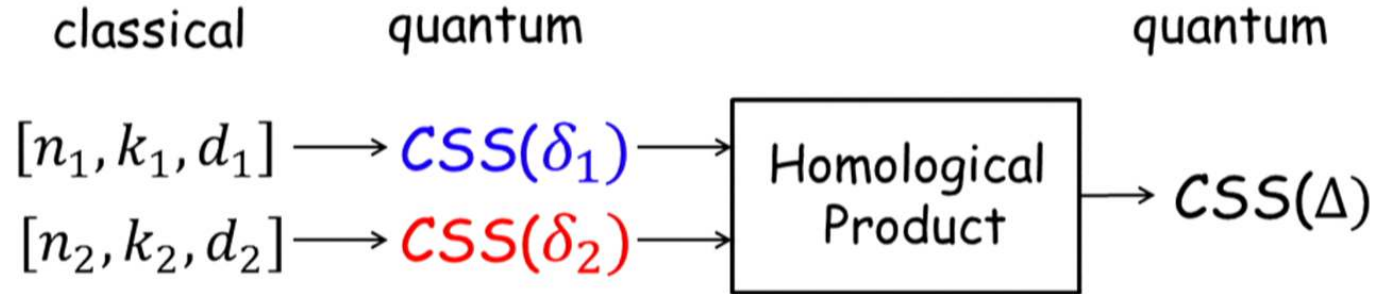 classical quantum quantum
[n₁, k₁, d₁] → CSS(δ₁) →
[n₂, k₂, d₂] → CSS(δ₂) →
Homological
Product
→ CSS(Δ)